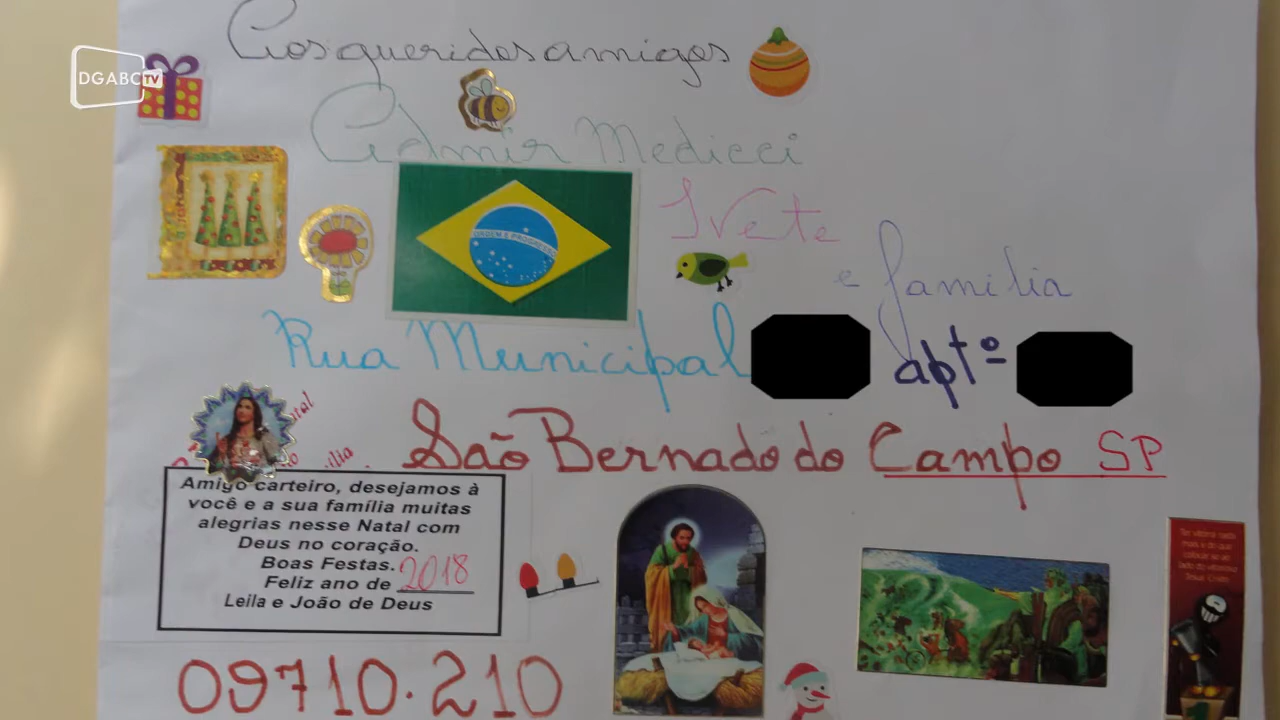 Aos queridos amigos
DGABC TV
Ademir Medicci
Ivete
ORDEM E PROGRESSO
e família
Rua Municipal
aptº
São Bernado do Campo SP
Amigo carteiro, desejamos à
você e a sua família muitas
alegrias nesse Natal com
Deus no coração.
Boas Festas.
Feliz ano de 2018
Leila e João de Deus
09710.210